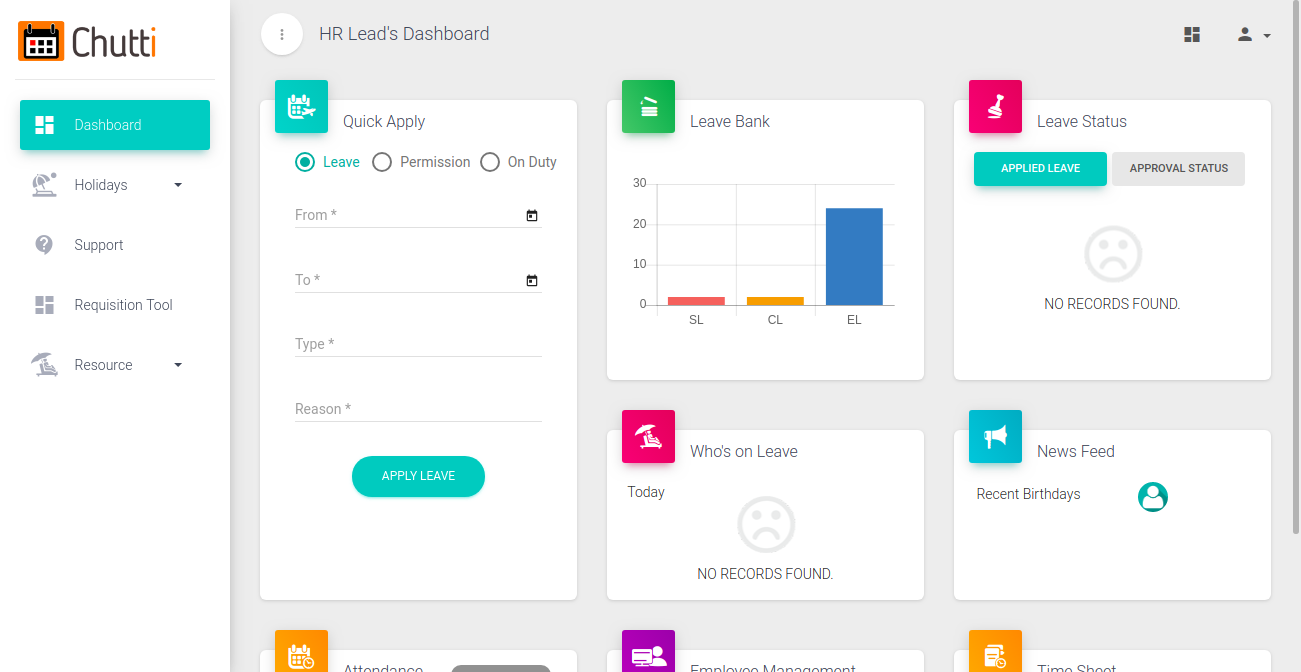 Chutti
HR Lead's Dashboard
Dashboard
Holidays
Support
Requisition Tool
Resource
Quick Apply
Leave
Permission
On Duty
From *
To *
Type *
Reason *
APPLY LEAVE
Leave Bank
30
20
10
0
SL
CL
EL
Leave Status
APPLIED LEAVE
APPROVAL STATUS
NO RECORDS FOUND.
Who's on Leave
Today
NO RECORDS FOUND.
News Feed
Recent Birthdays
Attendance
Employee Management
Time Sheet